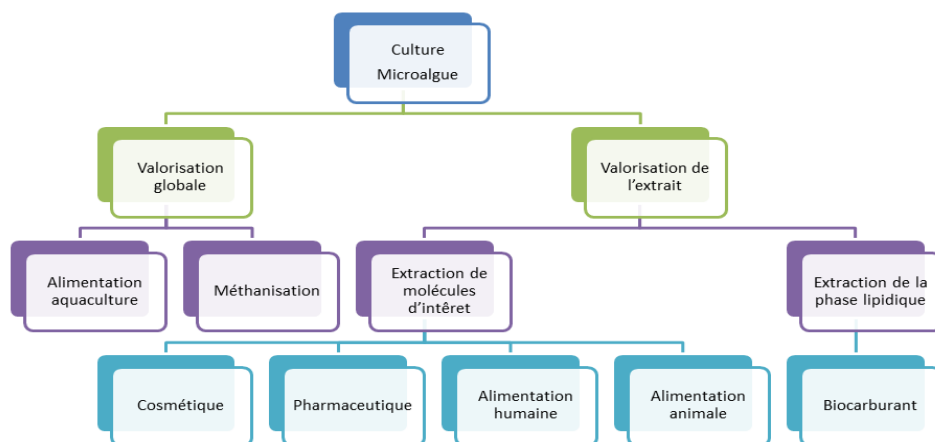 Culture
Microalgue
Valorisation
globale
Valorisation de
l'extrait
Alimentation
aquaculture
Méthanisation
Extraction de
molécules
d'intêret
Extraction de la
phase lipidique
Cosmétique
Pharmaceutique
Alimentation
humaine
Alimentation
animale
Biocarburant